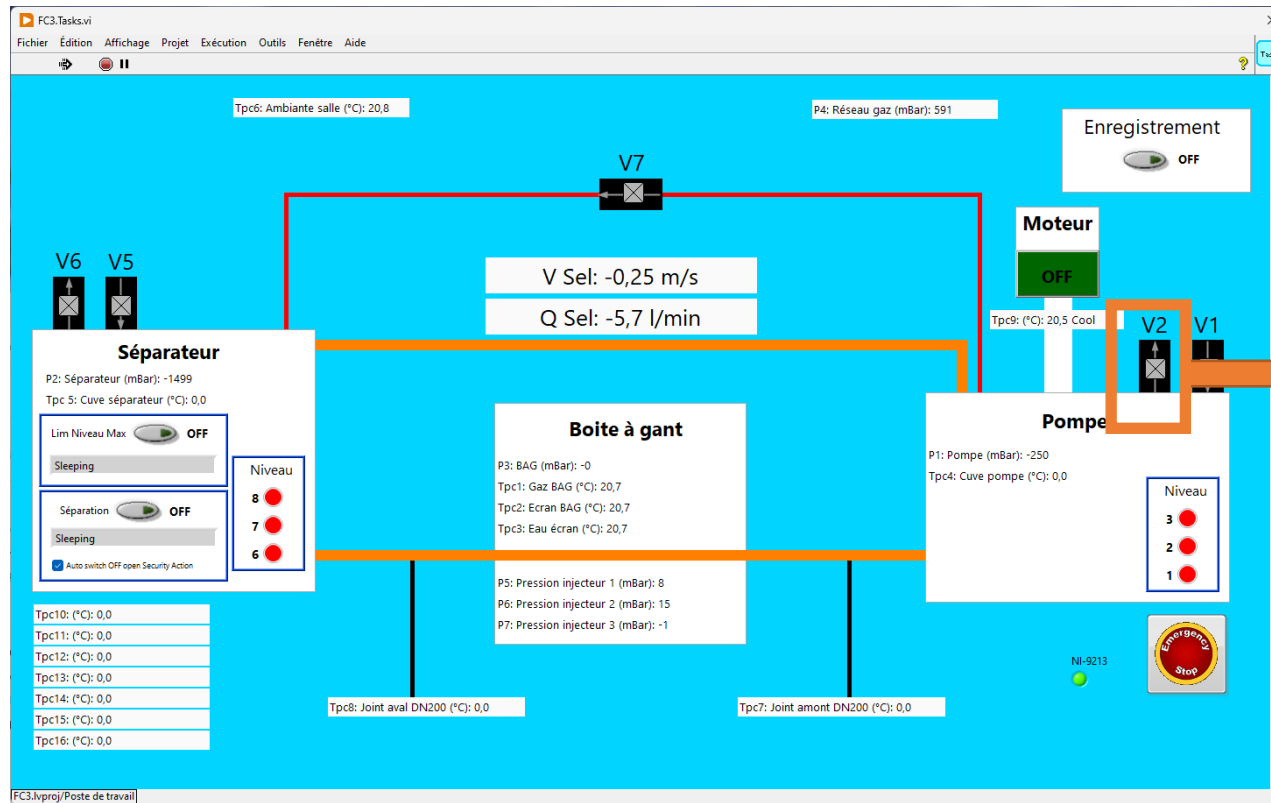 FC3.Tasks.vi
Fichier Édition Affichage Projet Exécution Outils Fenêtre Aide
?
Tpc6: Ambiante salle (°C): 20,8
P4: Réseau gaz (mBar): 591
Enregistrement
OFF
V7
Moteur
OFF
V6 V5
V Sel: -0,25 m/s
Q Sel: -5,7 l/min
Tpc9: (°C): 20,5 Cool
V2 V1
Séparateur
P2: Séparateur (mBar): -1499
Tpc 5: Cuve séparateur (°C): 0,0
Lim Niveau Max OFF
Sleeping
Séparation OFF
Sleeping
Auto switch OFF open Security Action
Niveau
8
7
6
Boite à gant
P3: BAG (mBar): -0
Tpc1: Gaz BAG (°C): 20,7
Tpc2: Ecran BAG (°C): 20,7
Tpc3: Eau écran (°C): 20,7
P5: Pression injecteur 1 (mBar): 8
P6: Pression injecteur 2 (mBar): 15
P7: Pression injecteur 3 (mBar): -1
Pompe
P1: Pompe (mBar): -250
Tpc4: Cuve pompe (°C): 0,0
Niveau
3
2
1
Tpc10: (°C): 0,0
Tpc11: (°C): 0,0
Tpc12: (°C): 0,0
Tpc13: (°C): 0,0
Tpc14: (°C): 0,0
Tpc15: (°C): 0,0
Tpc16: (°C): 0,0
Tpc8: Joint aval DN200 (°C): 0,0
Tpc7: Joint amont DN200 (°C): 0,0
NI-9213
Emergency
Stop
FC3.lvproj/Poste de travail